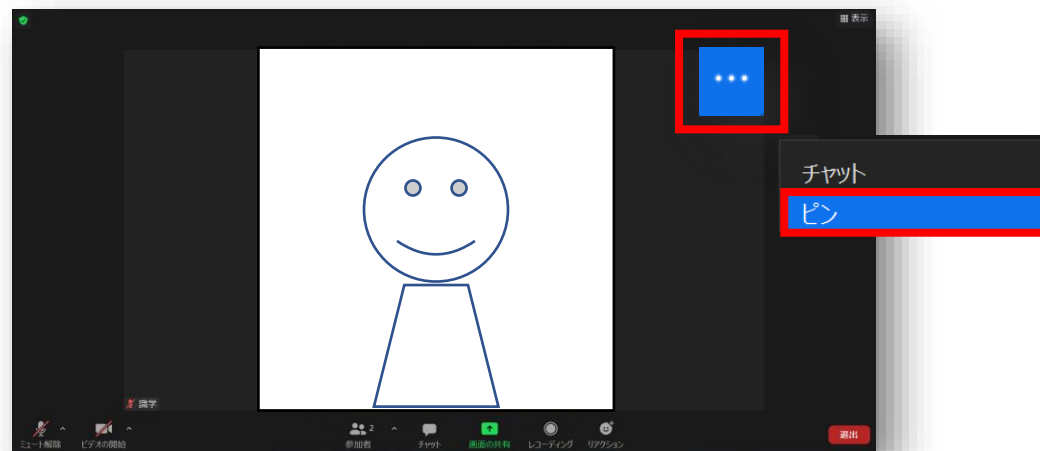 表示
チャット
ピン
識学
ミュート解除
ビデオの開始
2
参加者
チャット
画面の共有
レコーディング
リアクション
退出